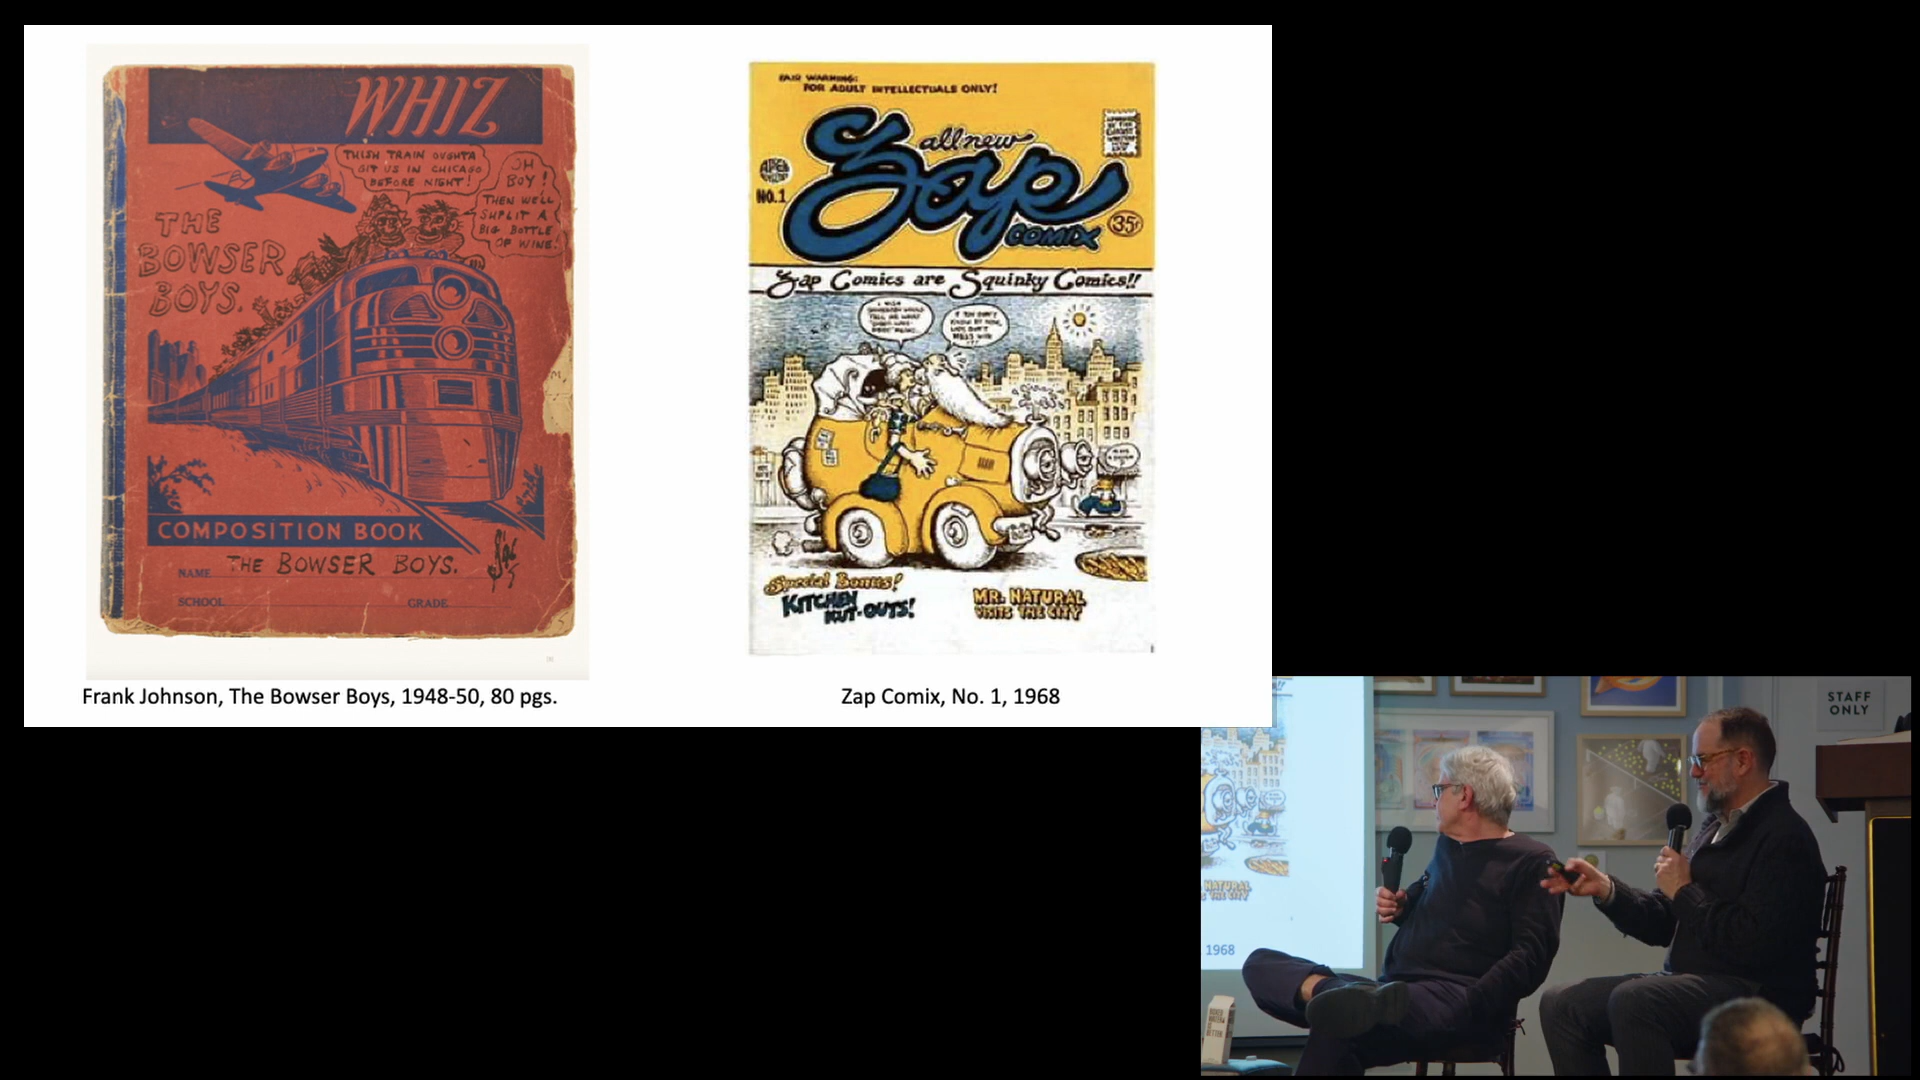 WHIZ
THISH TRAIN OUGHTA
GIT US IN CHICAGO
BEFORE NIGHT!
OH
BOY!
THEN WE'LL
SHPLIT A
BIG BOTTLE
OF WINE!
THE
BOWSER
BOYS.
COMPOSITION BOOK
NAME THE BOWSER BOYS.
SCHOOL GRADE
Frank Johnson, The Bowser Boys, 1948-50, 80 pgs.
FAIR WARNING:
FOR ADULT INTELLECTUALS ONLY!
all new
Zap
COMIX
NO. 1
35¢
Zap Comics are Squinky Comics!!
Special Bonus!
KITCHEN
KUT-OUTS!
MR. NATURAL
VISITS THE CITY
Zap Comix, No. 1, 1968
STAFF
ONLY
NATURAL
THE CITY
1968